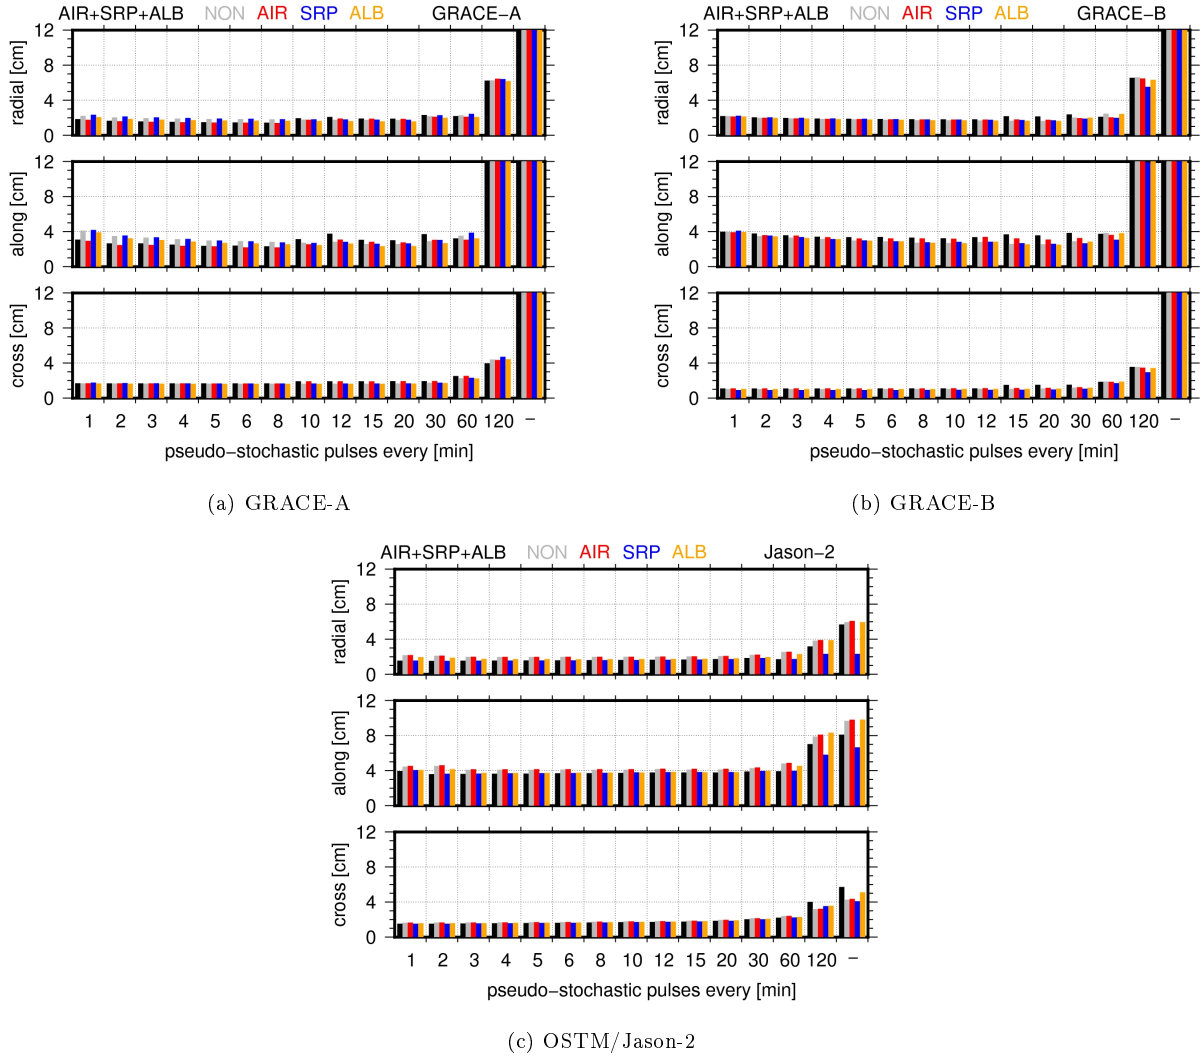 AIR+SRP+ALB NON AIR SRP ALB GRACE−A
radial [cm]
12
8
4
0
along [cm]
12
8
4
0
cross [cm]
12
8
4
0
1 2 3 4 5 6 8 10 12 15 20 30 60 120 −
pseudo−stochastic pulses every [min]
(a) GRACE-A
AIR+SRP+ALB NON AIR SRP ALB GRACE−B
radial [cm]
12
8
4
0
along [cm]
12
8
4
0
cross [cm]
12
8
4
0
1 2 3 4 5 6 8 10 12 15 20 30 60 120 −
pseudo−stochastic pulses every [min]
(b) GRACE-B
AIR+SRP+ALB NON AIR SRP ALB Jason−2
radial [cm]
12
8
4
0
along [cm]
12
8
4
0
cross [cm]
12
8
4
0
1 2 3 4 5 6 8 10 12 15 20 30 60 120 −
pseudo−stochastic pulses every [min]
(c) OSTM/Jason-2